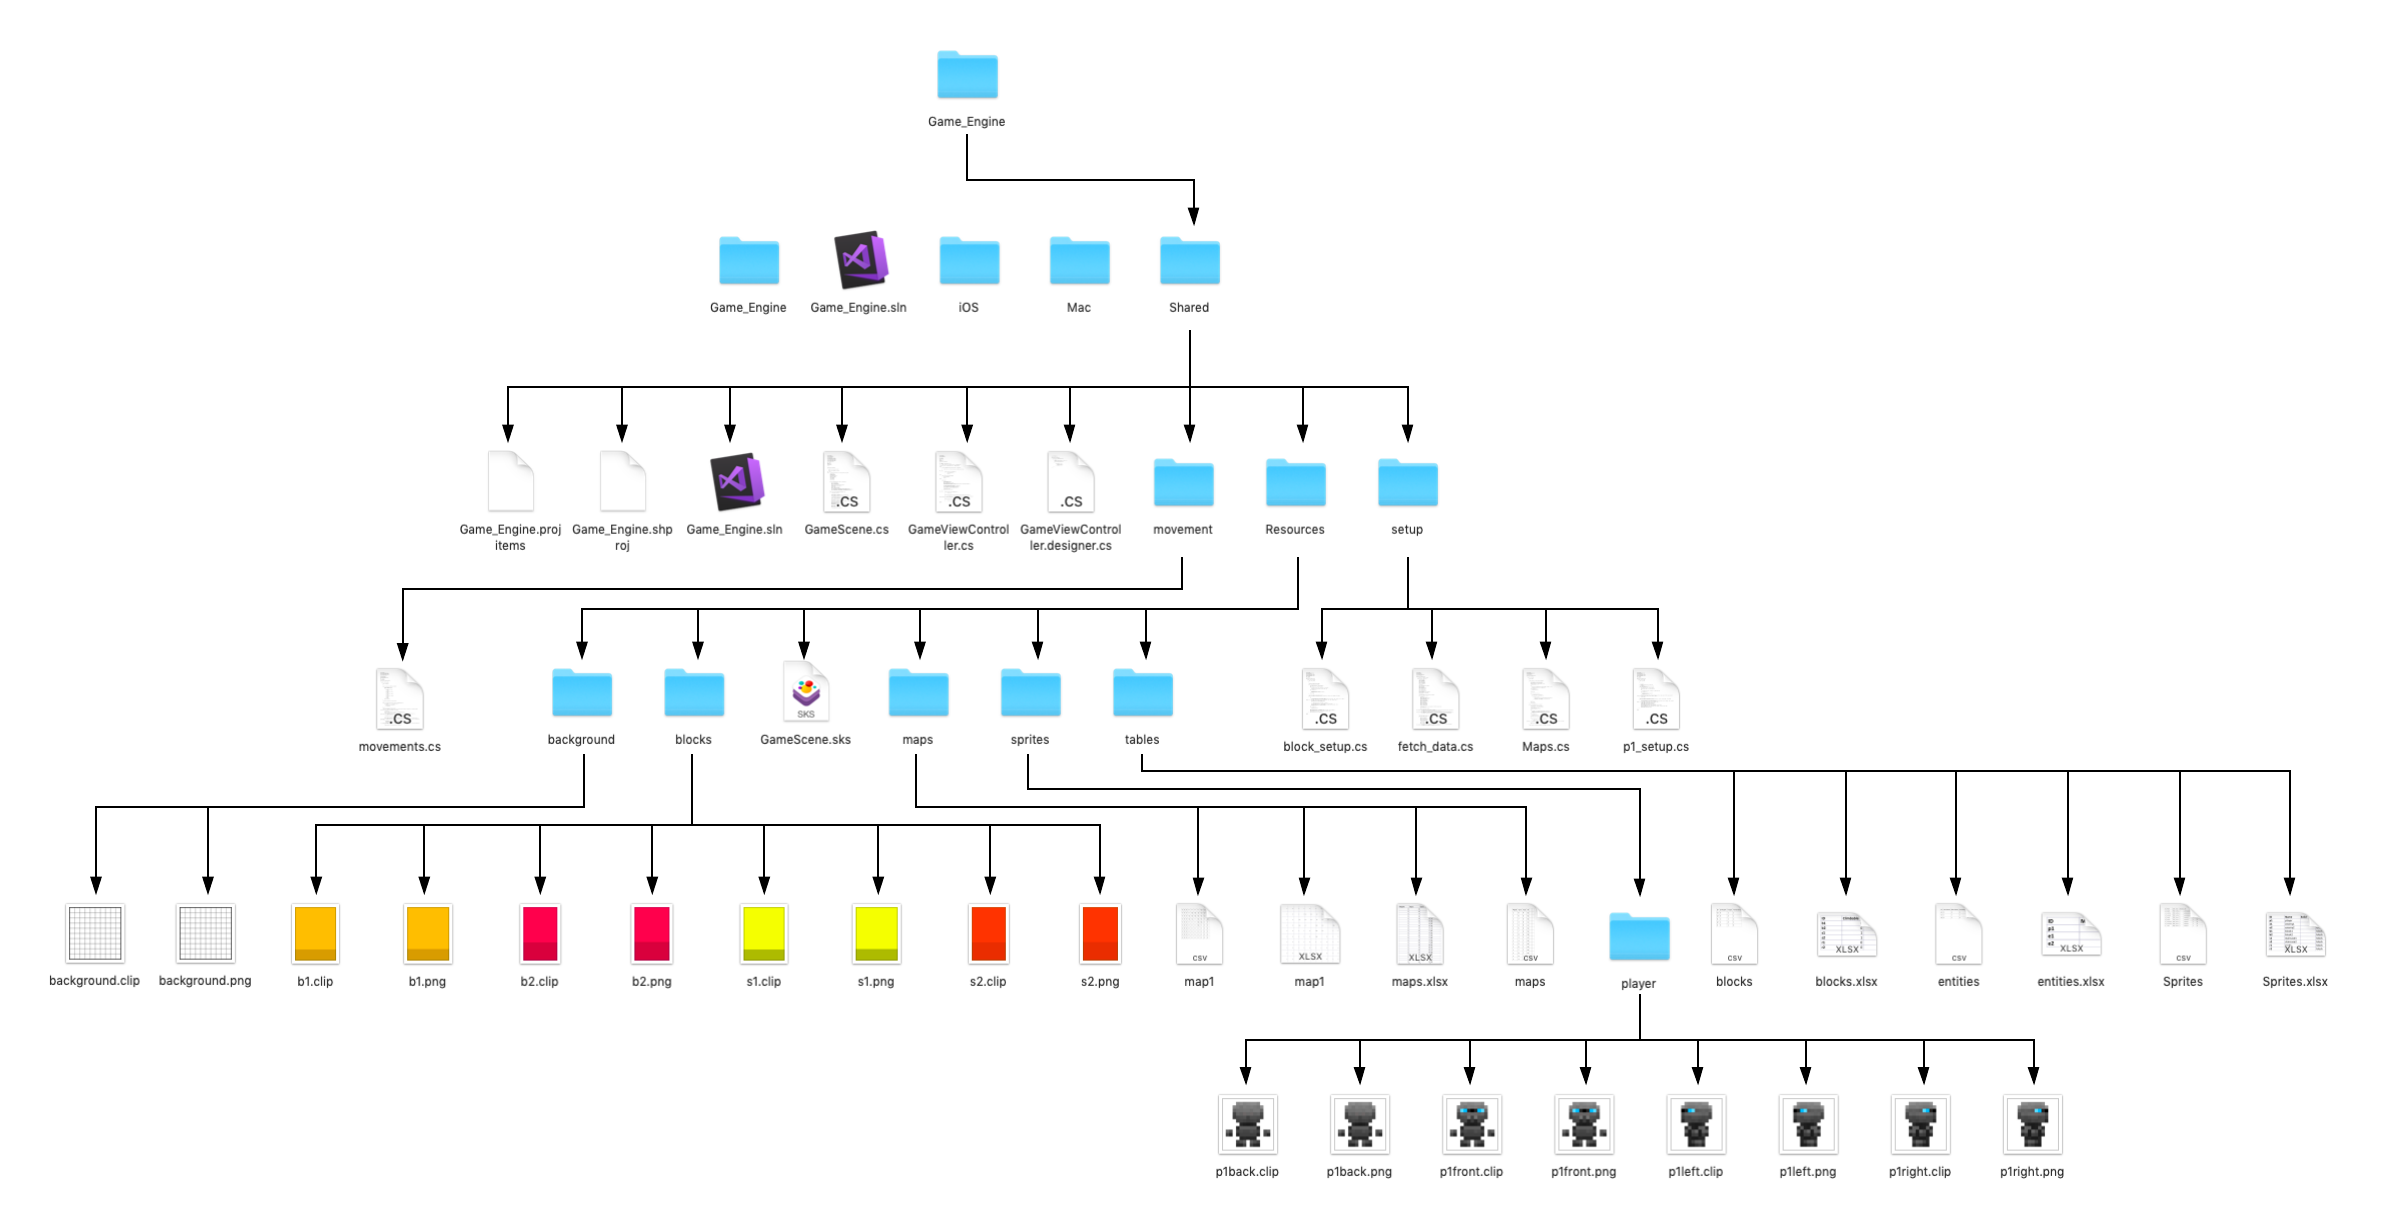 Game_Engine
Game_Engine
Game_Engine.sln
iOS
Mac
Shared
Game_Engine.proj
items
Game_Engine.shp
roj
Game_Engine.sln
.CS
GameScene.cs
.CS
GameViewControl
ler.cs
.CS
GameViewControl
ler.designer.cs
movement
Resources
setup
.CS
movements.cs
background
blocks
SKS
GameScene.sks
maps
sprites
tables
.CS
block_setup.cs
.CS
fetch_data.cs
.CS
Maps.cs
.CS
p1_setup.cs
background.clip
background.png
b1.clip
b1.png
b2.clip
b2.png
s1.clip
s1.png
s2.clip
s2.png
csv
map1
XLSX
map1
XLSX
maps.xlsx
csv
maps
player
csv
blocks
XLSX
blocks.xlsx
csv
entities
XLSX
entities.xlsx
csv
Sprites
XLSX
Sprites.xlsx
p1back.clip
p1back.png
p1front.clip
p1front.png
p1left.clip
p1left.png
p1right.clip
p1right.png